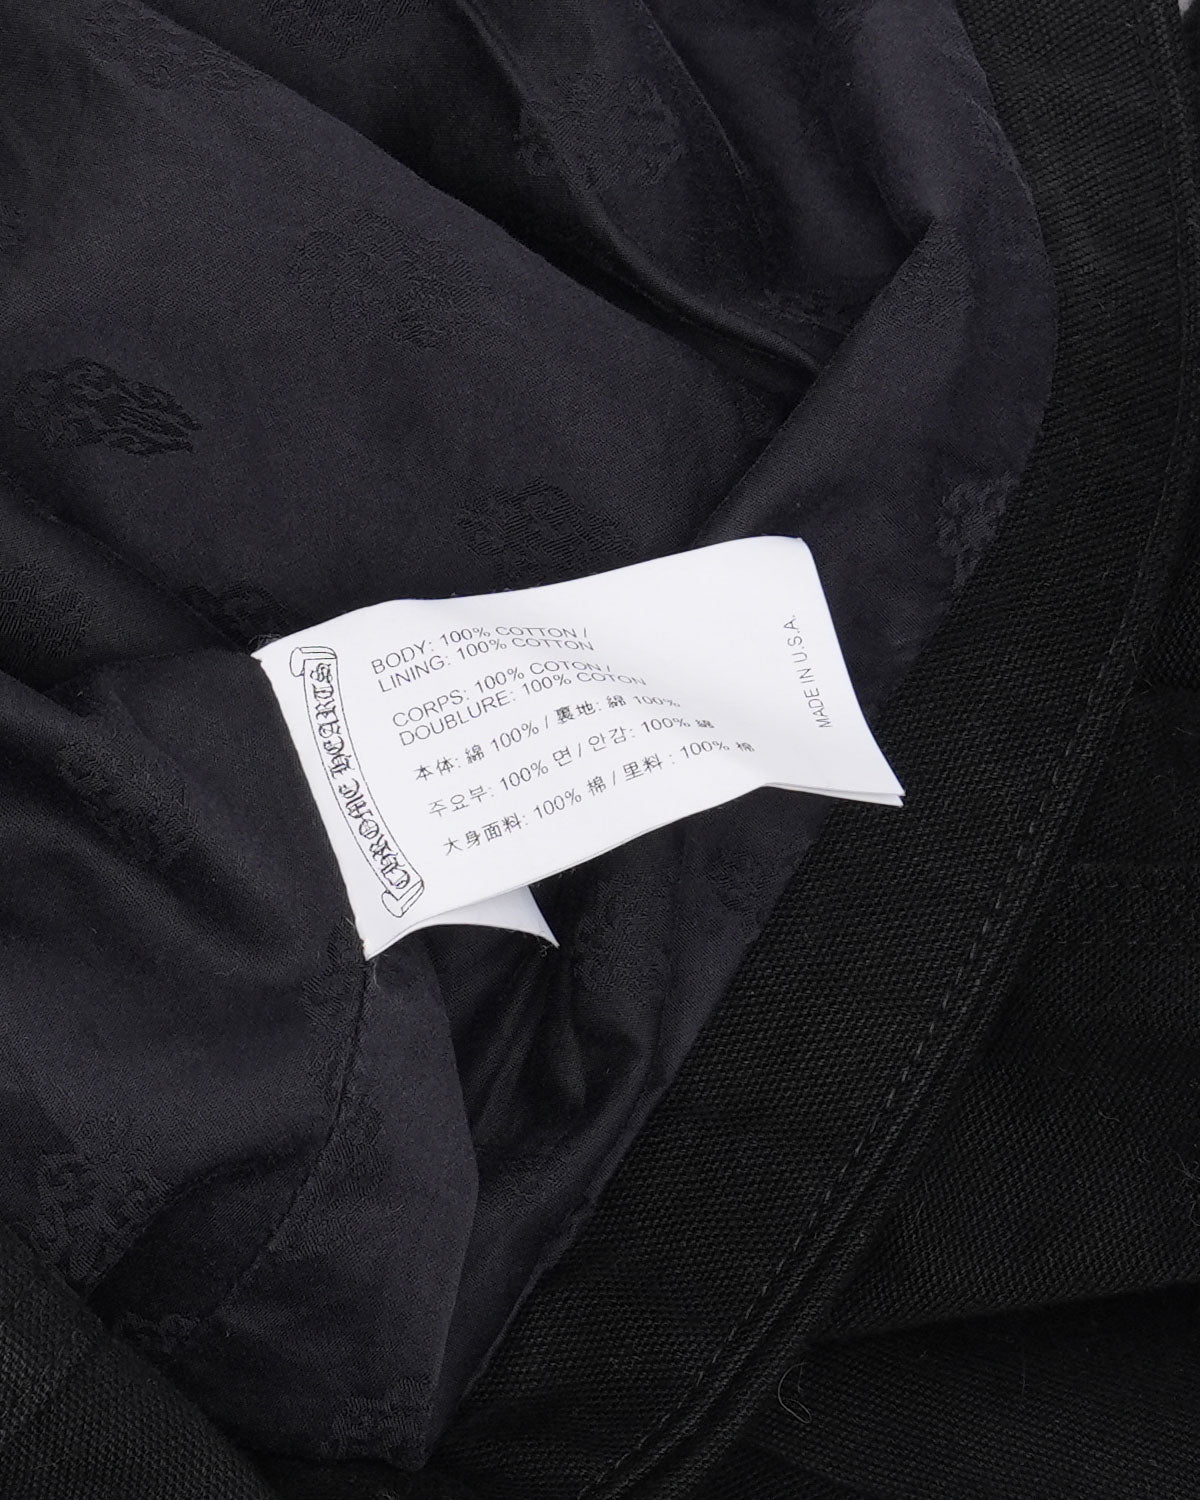 CHROME HEARTS
BODY: 100% COTTON /
LINING: 100% COTTON
CORPS: 100% COTON /
DOUBLURE: 100% COTON
本体: 綿 100% / 裏地: 綿 100%
주요부: 100% 면 / 안감: 100% 綿
大身面料: 100% 棉 / 里料 : 100% 棉
MADE IN U.S.A.